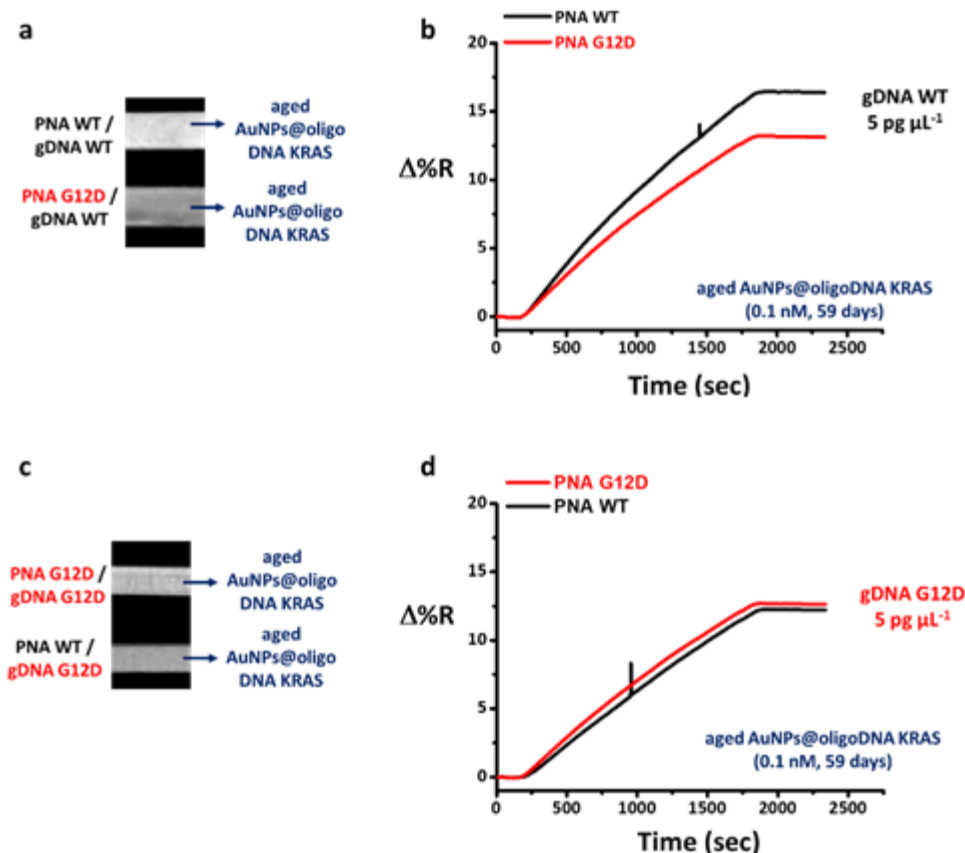 a
PNA WT /
gDNA WT
aged
AuNPs@oligo
DNA KRAS
PNA G12D /
gDNA WT
aged
AuNPs@oligo
DNA KRAS
b
PNA WT
PNA G12D
20
15
10
5
0
Δ%R
gDNA WT
5 pg µL-1
aged AuNPs@oligoDNA KRAS
(0.1 nM, 59 days)
0 500 1000 1500 2000 2500
Time (sec)
c
PNA G12D /
gDNA G12D
aged
AuNPs@oligo
DNA KRAS
PNA WT /
gDNA G12D
aged
AuNPs@oligo
DNA KRAS
d
PNA G12D
PNA WT
20
15
10
5
0
Δ%R
gDNA G12D
5 pg µL-1
aged AuNPs@oligoDNA KRAS
(0.1 nM, 59 days)
0 500 1000 1500 2000 2500
Time (sec)